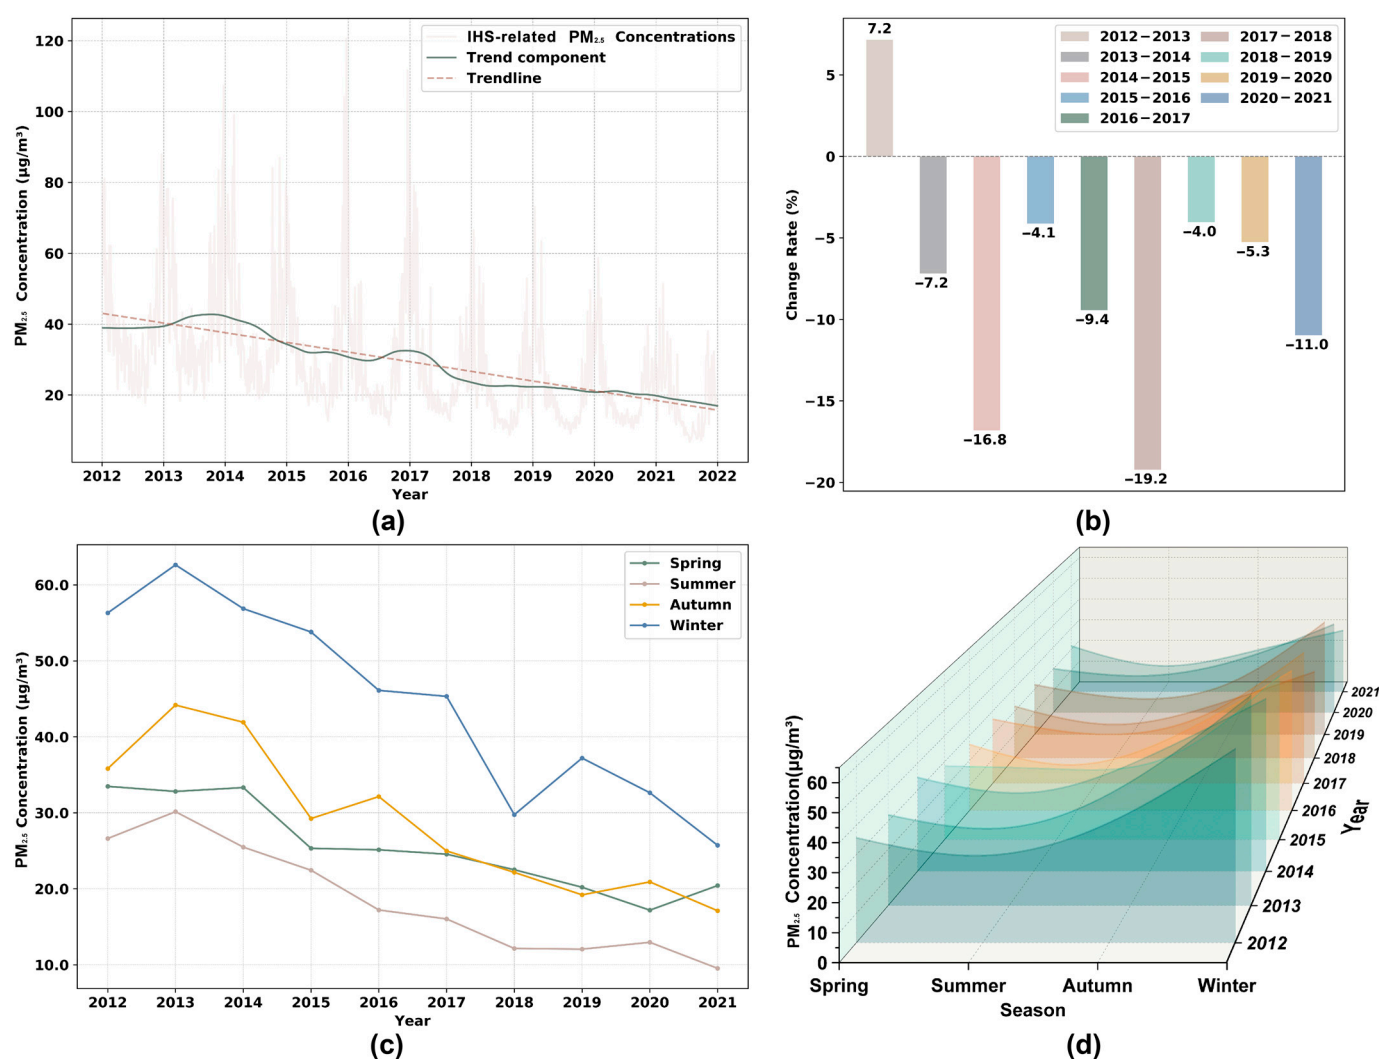 IHS-related PM₂.₅ Concentrations
Trend component
Trendline
PM₂.₅ Concentration (μg/m³)
120
100
80
60
40
20
2012 2013 2014 2015 2016 2017 2018 2019 2020 2021 2022
Year
(a)
2012−2013 2017−2018
2013−2014 2018−2019
2014−2015 2019−2020
2015−2016 2020−2021
2016−2017
Change Rate (%)
5
0
−5
−10
−15
−20
7.2
−7.2
−16.8
−4.1
−9.4
−19.2
−4.0
−5.3
−11.0
(b)
Spring
Summer
Autumn
Winter
PM₂.₅ Concentration (μg/m³)
60.0
50.0
40.0
30.0
20.0
10.0
2012 2013 2014 2015 2016 2017 2018 2019 2020 2021
Year
(c)
PM₂.₅ Concentration(μg/m³)
60
50
40
30
20
10
0
Spring Summer Autumn Winter
Season
2021
2020
2019
2018
2017
2016
2015
2014
2013
2012
Year
(d)